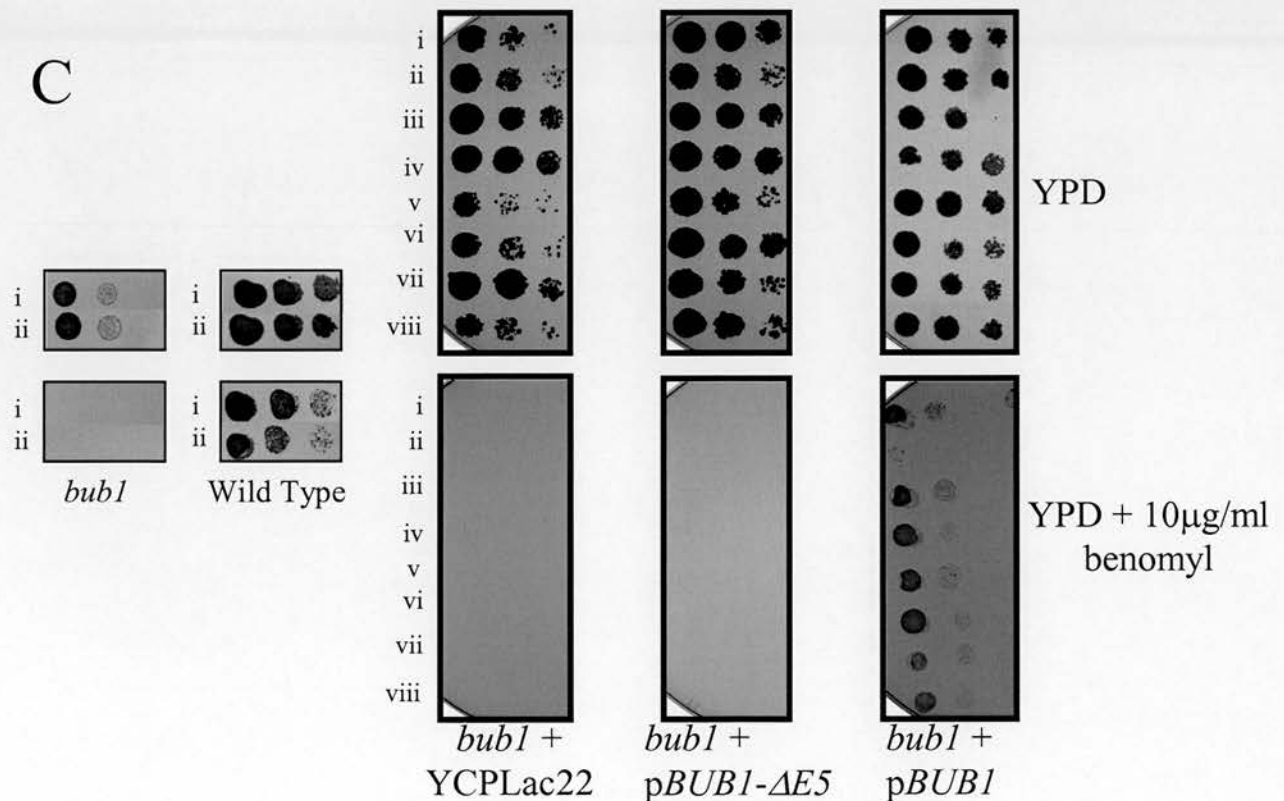 C
i
ii
iii
iv
v
vi
vii
viii
YPD
i
ii
i
ii
i
ii
i
ii
bub1
Wild Type
i
ii
iii
iv
v
vi
vii
viii
YPD + 10µg/ml
benomyl
bub1 +
YCPLac22
bub1 +
pBUB1-ΔE5
bub1 +
pBUB1